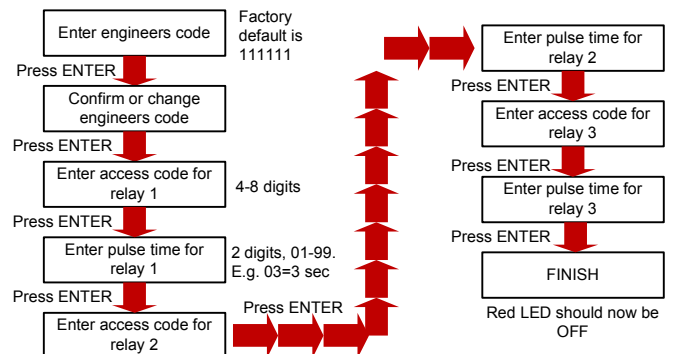 Enter engineers code
Factory
default is
111111
Press ENTER
Confirm or change
engineers code
Press ENTER
Enter access code for
relay 1
4-8 digits
Press ENTER
Enter pulse time for
relay 1
2 digits, 01-99.
E.g. 03=3 sec
Press ENTER
Enter access code for
relay 2
Press ENTER
Enter pulse time for
relay 2
Press ENTER
Enter access code for
relay 3
Press ENTER
Enter pulse time for
relay 3
Press ENTER
FINISH
Red LED should now be
OFF